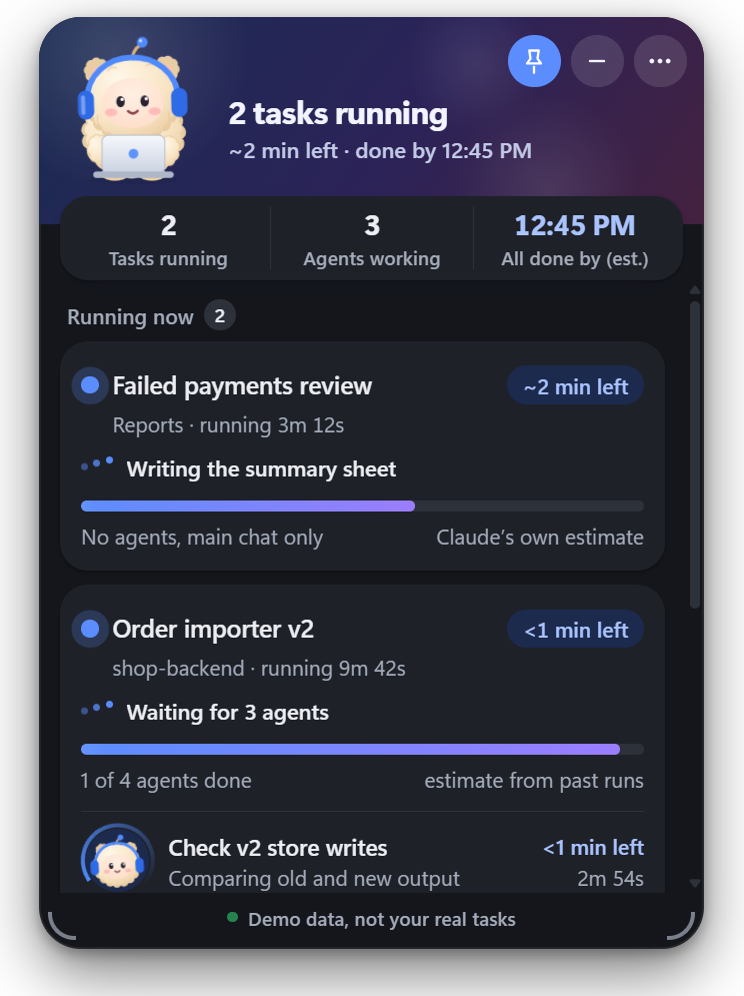 2 tasks running
~2 min left · done by 12:45 PM
2
Tasks running
3
Agents working
12:45 PM
All done by (est.)
Running now 2
Failed payments review
~2 min left
Reports · running 3m 12s
Writing the summary sheet
No agents, main chat only
Claude’s own estimate
Order importer v2
<1 min left
shop-backend · running 9m 42s
Waiting for 3 agents
1 of 4 agents done
estimate from past runs
Check v2 store writes
<1 min left
Comparing old and new output
2m 54s
Demo data, not your real tasks